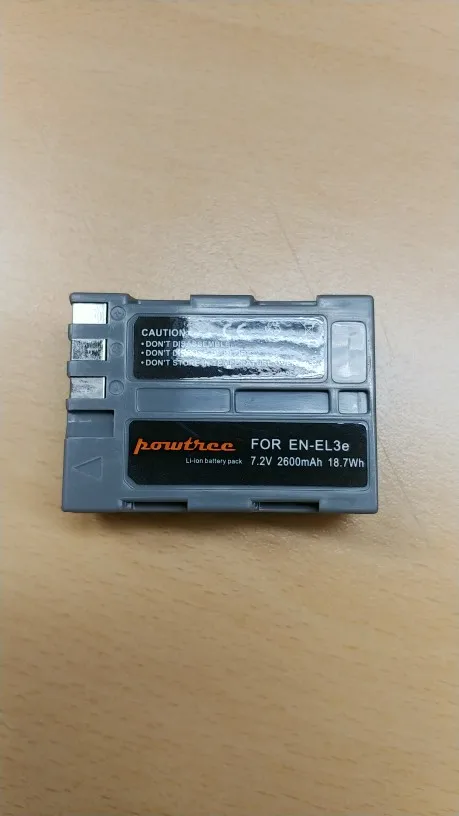 CAUTION
• DON'T DISASSEMBLE
• DON'T
• DON'T STORE
powtree
Li-ion battery pack
FOR EN-EL3e
7.2V 2600mAh 18.7Wh